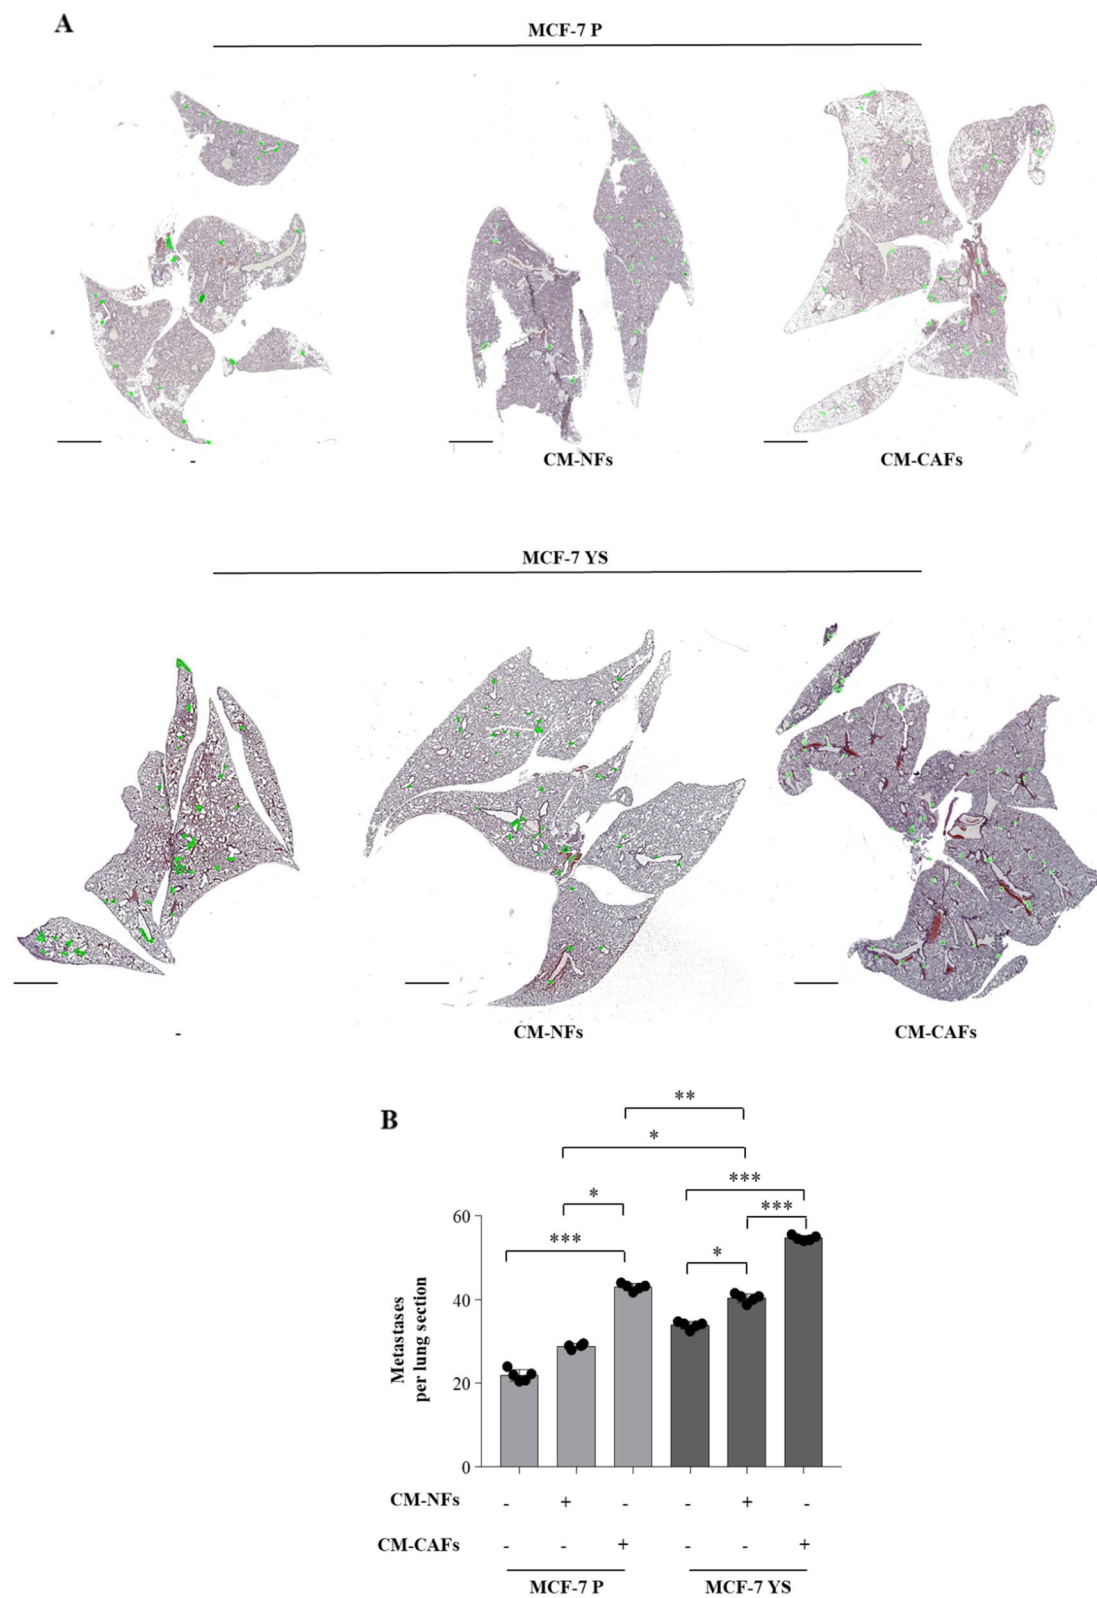 A
MCF-7 P
-
CM-NFs
CM-CAFs
MCF-7 YS
-
CM-NFs
CM-CAFs
B
**
*
***
* ***
*** *
60
40
20
0
Metastases
per lung section
CM-NFs - + - - + -
CM-CAFs - - + - - +
MCF-7 P MCF-7 YS